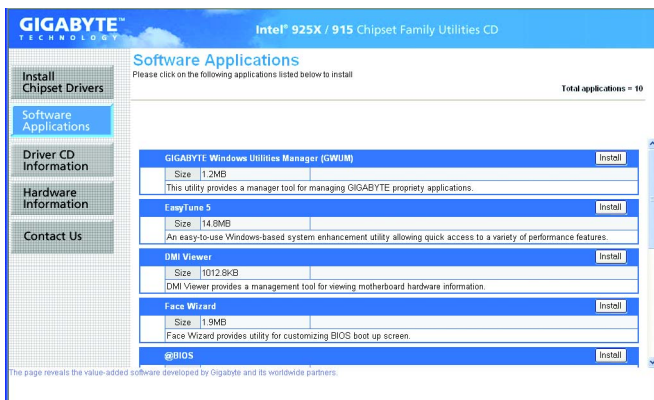 GIGABYTE™
TECHNOLOGY
Intel® 925X / 915 Chipset Family Utilities CD
Install
Chipset Drivers
Software
Applications
Driver CD
Information
Hardware
Information
Contact Us
Software Applications
Please click on the following applications listed below to install
Total applications = 10
GIGABYTE Windows Utilities Manager (GWUM) Install
Size 1.2MB
This utility provides a manager tool for managing GIGABYTE propriety applications.
EasyTune 5 Install
Size 14.8MB
An easy-to-use Windows-based system enhancement utility allowing quick access to a variety of performance features.
DMI Viewer Install
Size 1012.8KB
DMI Viewer provides a management tool for viewing motherboard hardware information.
Face Wizard Install
Size 1.9MB
Face Wizard provides utility for customizing BIOS boot up screen.
@BIOS Install
The page reveals the value-added software developed by Gigabyte and its worldwide partners.